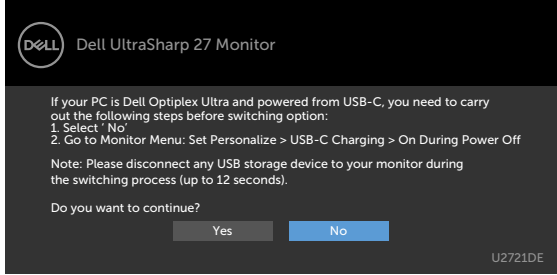 DELL Dell UltraSharp 27 Monitor
If your PC is Dell Optiplex Ultra and powered from USB-C, you need to carry
out the following steps before switching option:
1. Select ‘ No’
2. Go to Monitor Menu: Set Personalize > USB-C Charging > On During Power Off
Note: Please disconnect any USB storage device to your monitor during
the switching process (up to 12 seconds).
Do you want to continue?
Yes No
U2721DE